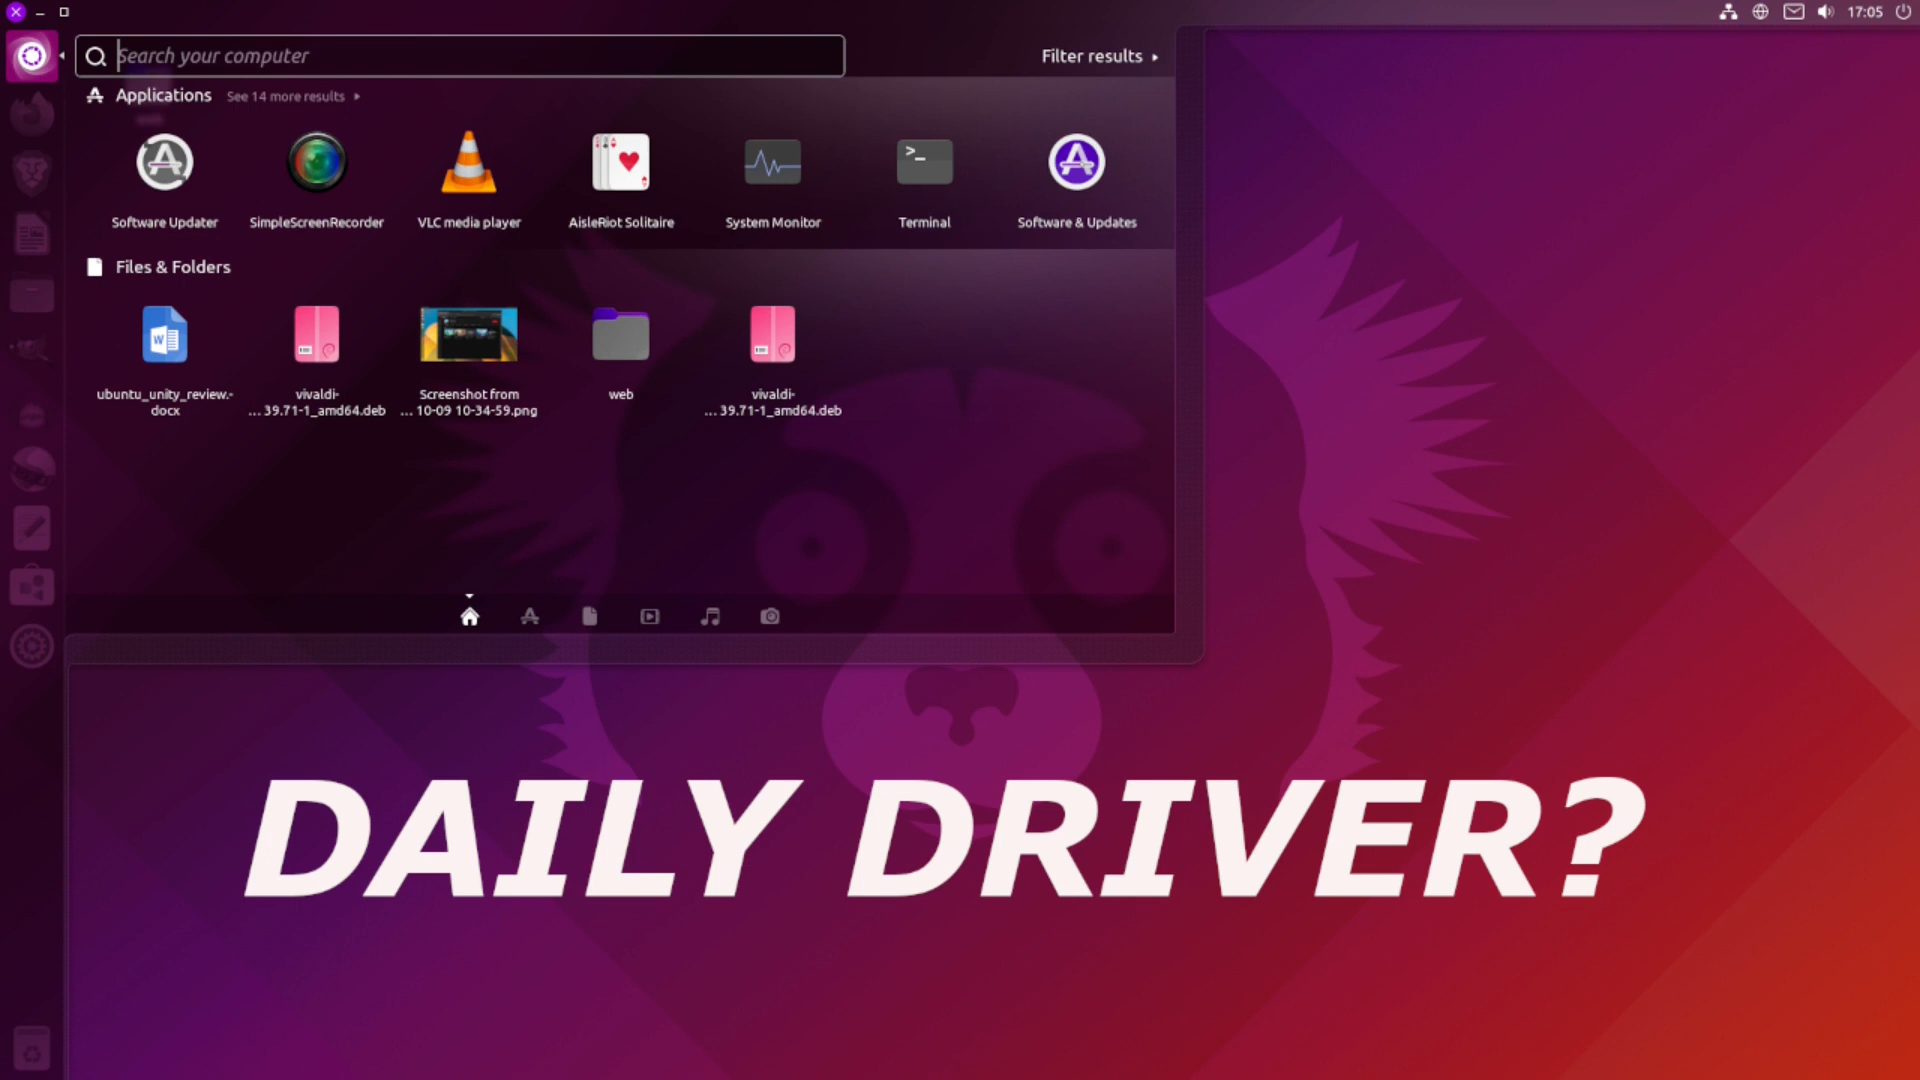 17:05
Search your computer
Filter results
Applications See 14 more results
Software Updater
SimpleScreenRecorder
VLC media player
AisleRiot Solitaire
System Monitor
>_
Terminal
Software & Updates
Files & Folders
W
ubuntu_unity_review.-
docx
vivaldi-
... 39.71-1_amd64.deb
Screenshot from
... 10-09 10-34-59.png
web
vivaldi-
... 39.71-1_amd64.deb
DAILY DRIVER?